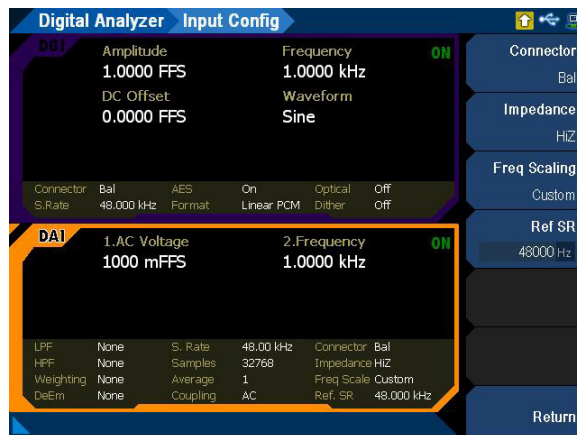 Digital Analyzer Input Config
DG1
Amplitude Frequency ON
1.0000 FFS 1.0000 kHz
DC Offset Waveform
0.0000 FFS Sine
Connector Bal AES On Optical Off
S.Rate 48.000 kHz Format Linear PCM Dither Off
DA1
1.AC Voltage 2.Frequency ON
1000 mFFS 1.0000 kHz
LPF None S. Rate 48.00 kHz Connector Bal
HPF None Samples 32768 Impedance HiZ
Weighting None Average 1 Freq Scale Custom
DeEm None Coupling AC Ref. SR 48.000 kHz
Connector
Bal
Impedance
HiZ
Freq Scaling
Custom
Ref SR
48000 Hz
Return